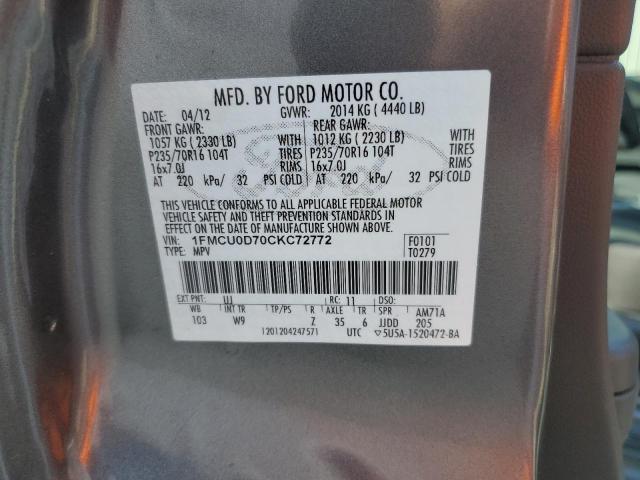 MFD. BY FORD MOTOR CO.
DATE: 04/12 GVWR: 2014 KG ( 4440 LB)
FRONT GAWR: REAR GAWR:
1057 KG ( 2330 LB) WITH 1012 KG ( 2230 LB) WITH
P235/70R16 104T TIRES P235/70R16 104T TIRES
16x7.0J RIMS 16x7.0J RIMS
AT 220 kPa/ 32 PSI COLD AT 220 kPa/ 32 PSI COLD
THIS VEHICLE CONFORMS TO ALL APPLICABLE FEDERAL MOTOR
VEHICLE SAFETY AND THEFT PREVENTION STANDARDS IN
EFFECT ON THE DATE OF MANUFACTURE SHOWN ABOVE.
VIN: 1FMCU0D70CKC72772 F0101
TYPE: MPV T0279
EXT PNT: UJ RC: 11 DSO:
WB INT TR TP/PS R AXLE TR SPR AM71A
103 W9 Z 35 6 JJDD 205
1201204247571 UTC ▽5U5A-1520472-BA